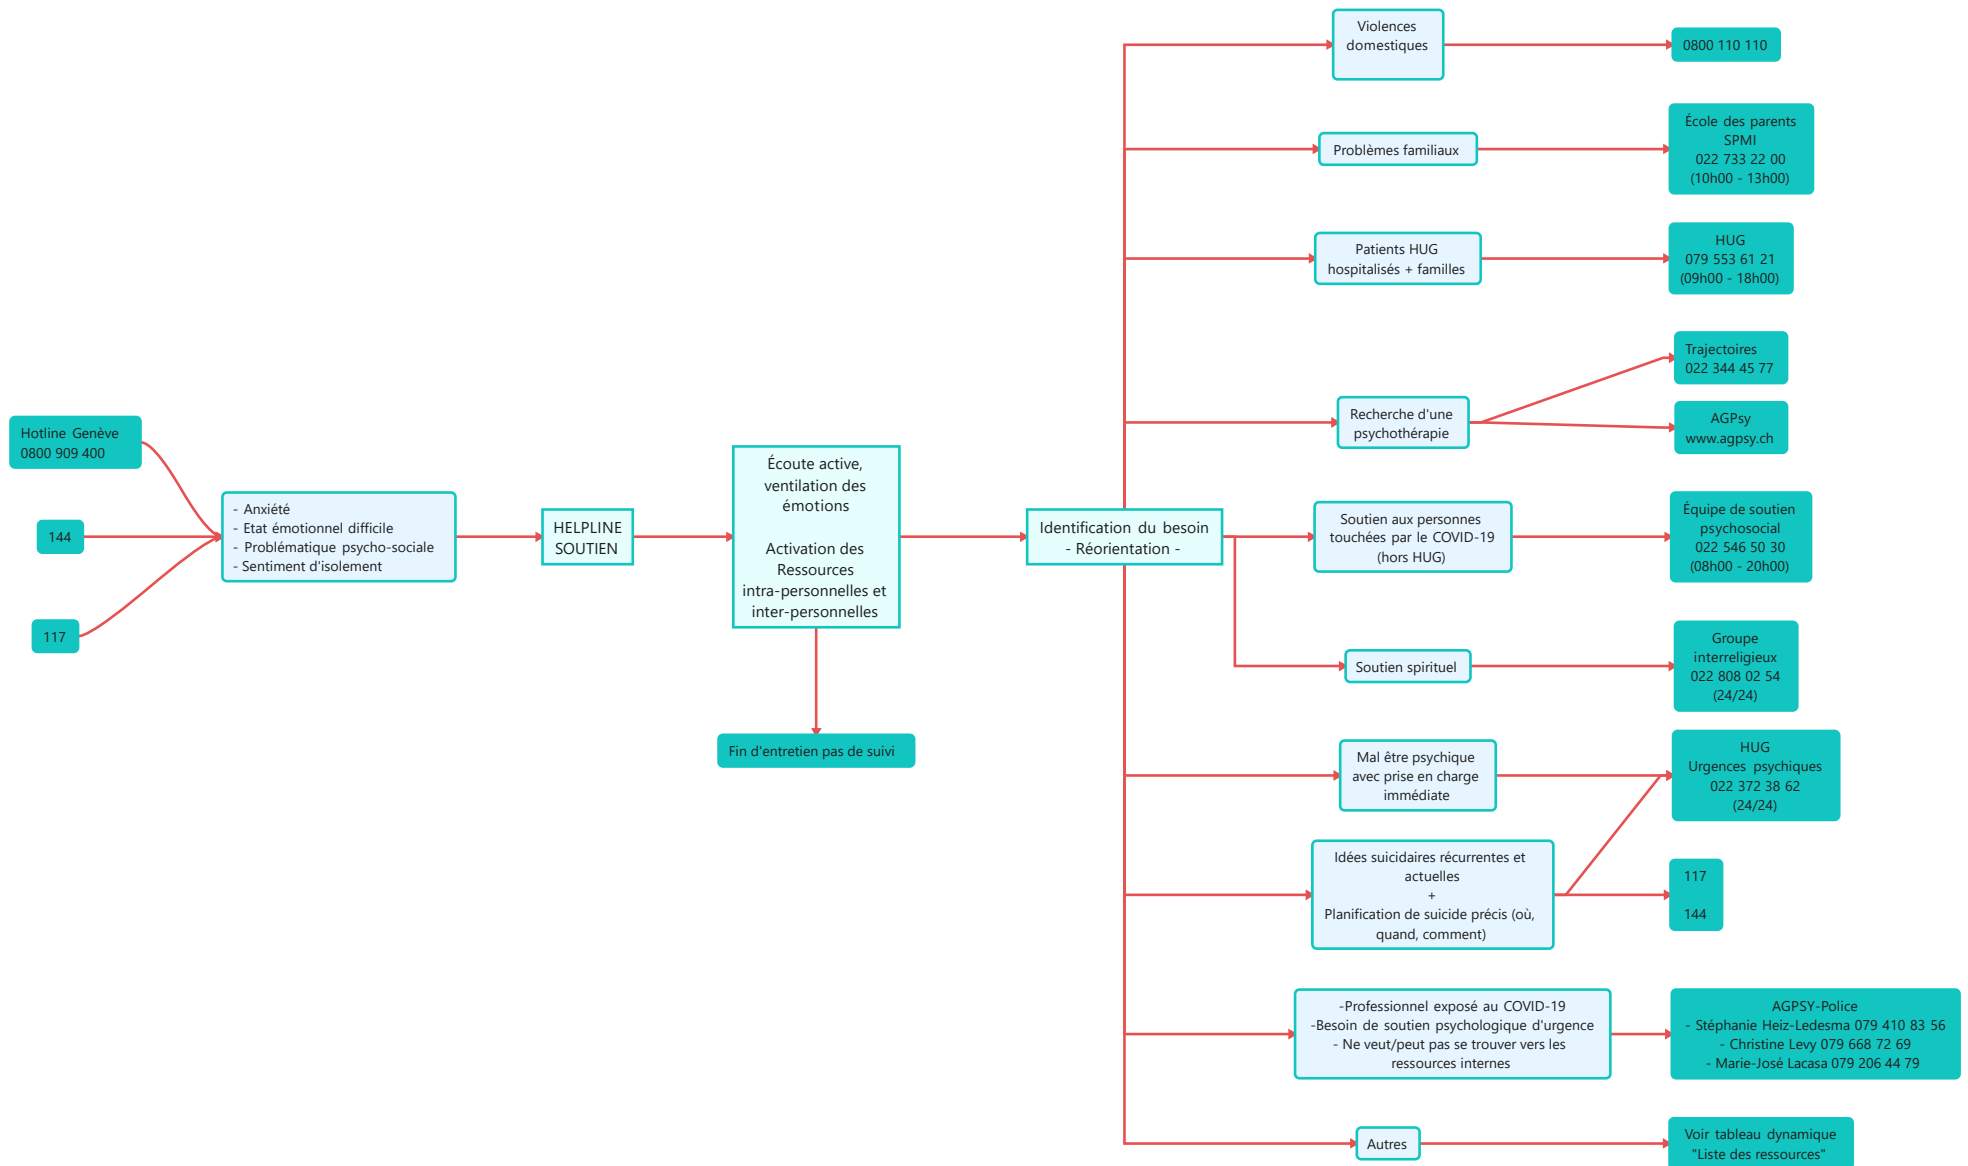 Hotline Genève
0800 909 400
144
117
- Anxiété
- Etat émotionnel difficile
- Problématique psycho-sociale
- Sentiment d'isolement
HELPLINE
SOUTIEN
Écoute active,
ventilation des
émotions
Activation des
Ressources
intra-personnelles et
inter-personnelles
Fin d'entretien pas de suivi
Identification du besoin
- Réorientation -
Violences
domestiques
0800 110 110
Problèmes familiaux
École des parents
SPMI
022 733 22 00
(10h00 - 13h00)
Patients HUG
hospitalisés + familles
HUG
079 553 61 21
(09h00 - 18h00)
Recherche d'une
psychothérapie
Trajectoires
022 344 45 77
AGPsy
www.agpsy.ch
Soutien aux personnes
touchées par le COVID-19
(hors HUG)
Équipe de soutien
psychosocial
022 546 50 30
(08h00 - 20h00)
Soutien spirituel
Groupe
interreligieux
022 808 02 54
(24/24)
Mal être psychique
avec prise en charge
immédiate
HUG
Urgences psychiques
022 372 38 62
(24/24)
Idées suicidaires récurrentes et
actuelles
+
Planification de suicide précis (où,
quand, comment)
117
144
-Professionnel exposé au COVID-19
-Besoin de soutien psychologique d'urgence
- Ne veut/peut pas se trouver vers les
ressources internes
AGPSY-Police
- Stéphanie Heiz-Ledesma 079 410 83 56
- Christine Levy 079 668 72 69
- Marie-José Lacasa 079 206 44 79
Autres
Voir tableau dynamique
"Liste des ressources"